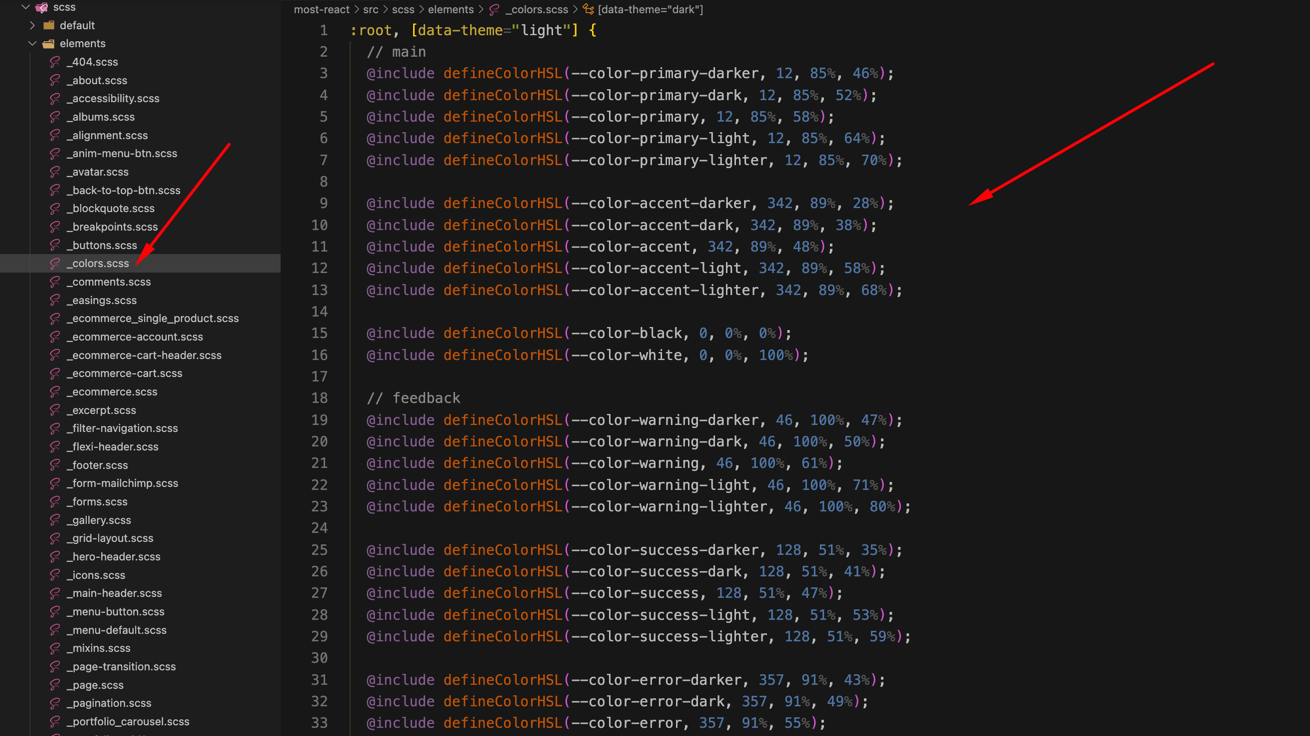 scss
default
elements
_404.scss
_about.scss
_accessibility.scss
_albums.scss
_alignment.scss
_anim-menu-btn.scss
_avatar.scss
_back-to-top-btn.scss
_blockquote.scss
_breakpoints.scss
_buttons.scss
_colors.scss
_comments.scss
_easings.scss
_ecommerce_single_product.scss
_ecommerce-account.scss
_ecommerce-cart-header.scss
_ecommerce-cart.scss
_ecommerce.scss
_excerpt.scss
_filter-navigation.scss
_flexi-header.scss
_footer.scss
_form-mailchimp.scss
_forms.scss
_gallery.scss
_grid-layout.scss
_hero-header.scss
_icons.scss
_main-header.scss
_menu-button.scss
_menu-default.scss
_mixins.scss
_page-transition.scss
_page.scss
_pagination.scss
_portfolio_carousel.scss
most-react > src > scss > elements > _colors.scss > [data-theme="dark"]
1 :root, [data-theme="light"] {
2 // main
3 @include defineColorHSL(--color-primary-darker, 12, 85%, 46%);
4 @include defineColorHSL(--color-primary-dark, 12, 85%, 52%);
5 @include defineColorHSL(--color-primary, 12, 85%, 58%);
6 @include defineColorHSL(--color-primary-light, 12, 85%, 64%);
7 @include defineColorHSL(--color-primary-lighter, 12, 85%, 70%);
8
9 @include defineColorHSL(--color-accent-darker, 342, 89%, 28%);
10 @include defineColorHSL(--color-accent-dark, 342, 89%, 38%);
11 @include defineColorHSL(--color-accent, 342, 89%, 48%);
12 @include defineColorHSL(--color-accent-light, 342, 89%, 58%);
13 @include defineColorHSL(--color-accent-lighter, 342, 89%, 68%);
14
15 @include defineColorHSL(--color-black, 0, 0%, 0%);
16 @include defineColorHSL(--color-white, 0, 0%, 100%);
17
18 // feedback
19 @include defineColorHSL(--color-warning-darker, 46, 100%, 47%);
20 @include defineColorHSL(--color-warning-dark, 46, 100%, 50%);
21 @include defineColorHSL(--color-warning, 46, 100%, 61%);
22 @include defineColorHSL(--color-warning-light, 46, 100%, 71%);
23 @include defineColorHSL(--color-warning-lighter, 46, 100%, 80%);
24
25 @include defineColorHSL(--color-success-darker, 128, 51%, 35%);
26 @include defineColorHSL(--color-success-dark, 128, 51%, 41%);
27 @include defineColorHSL(--color-success, 128, 51%, 47%);
28 @include defineColorHSL(--color-success-light, 128, 51%, 53%);
29 @include defineColorHSL(--color-success-lighter, 128, 51%, 59%);
30
31 @include defineColorHSL(--color-error-darker, 357, 91%, 43%);
32 @include defineColorHSL(--color-error-dark, 357, 91%, 49%);
33 @include defineColorHSL(--color-error, 357, 91%, 55%);